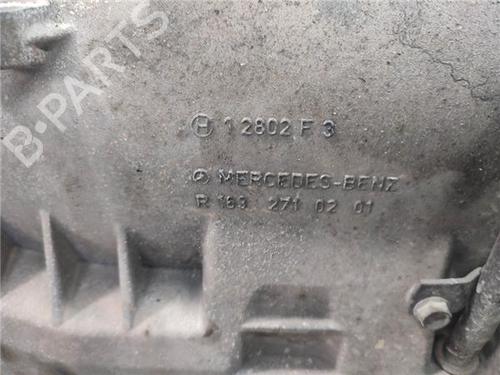 B-PARTS
H 12802 F 3
MERCEDES-BENZ
R 163 271 02 01